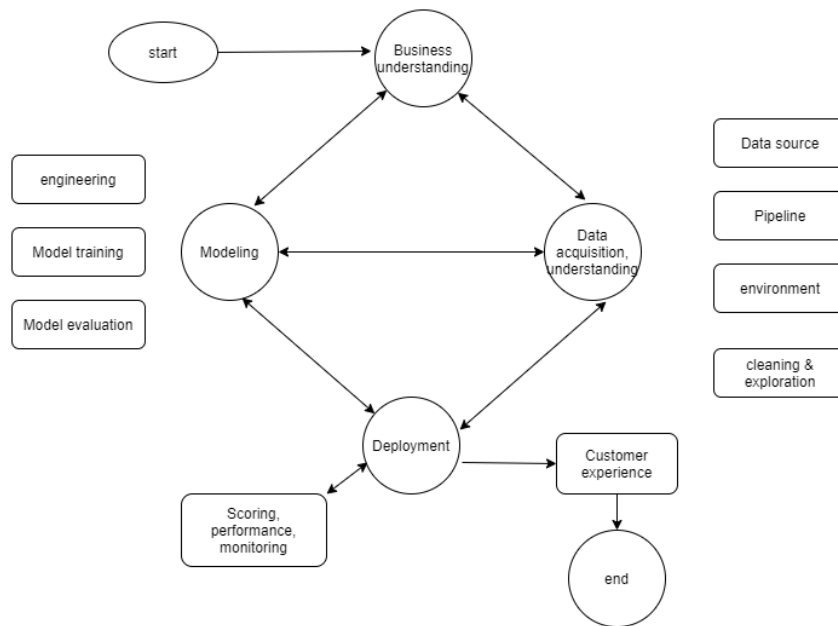 start
Business
understanding
Data source
engineering
Pipeline
Model training
Modeling
Data
acquisition,
understanding
environment
Model evaluation
cleaning &
exploration
Deployment
Customer
experience
Scoring,
performance,
monitoring
end